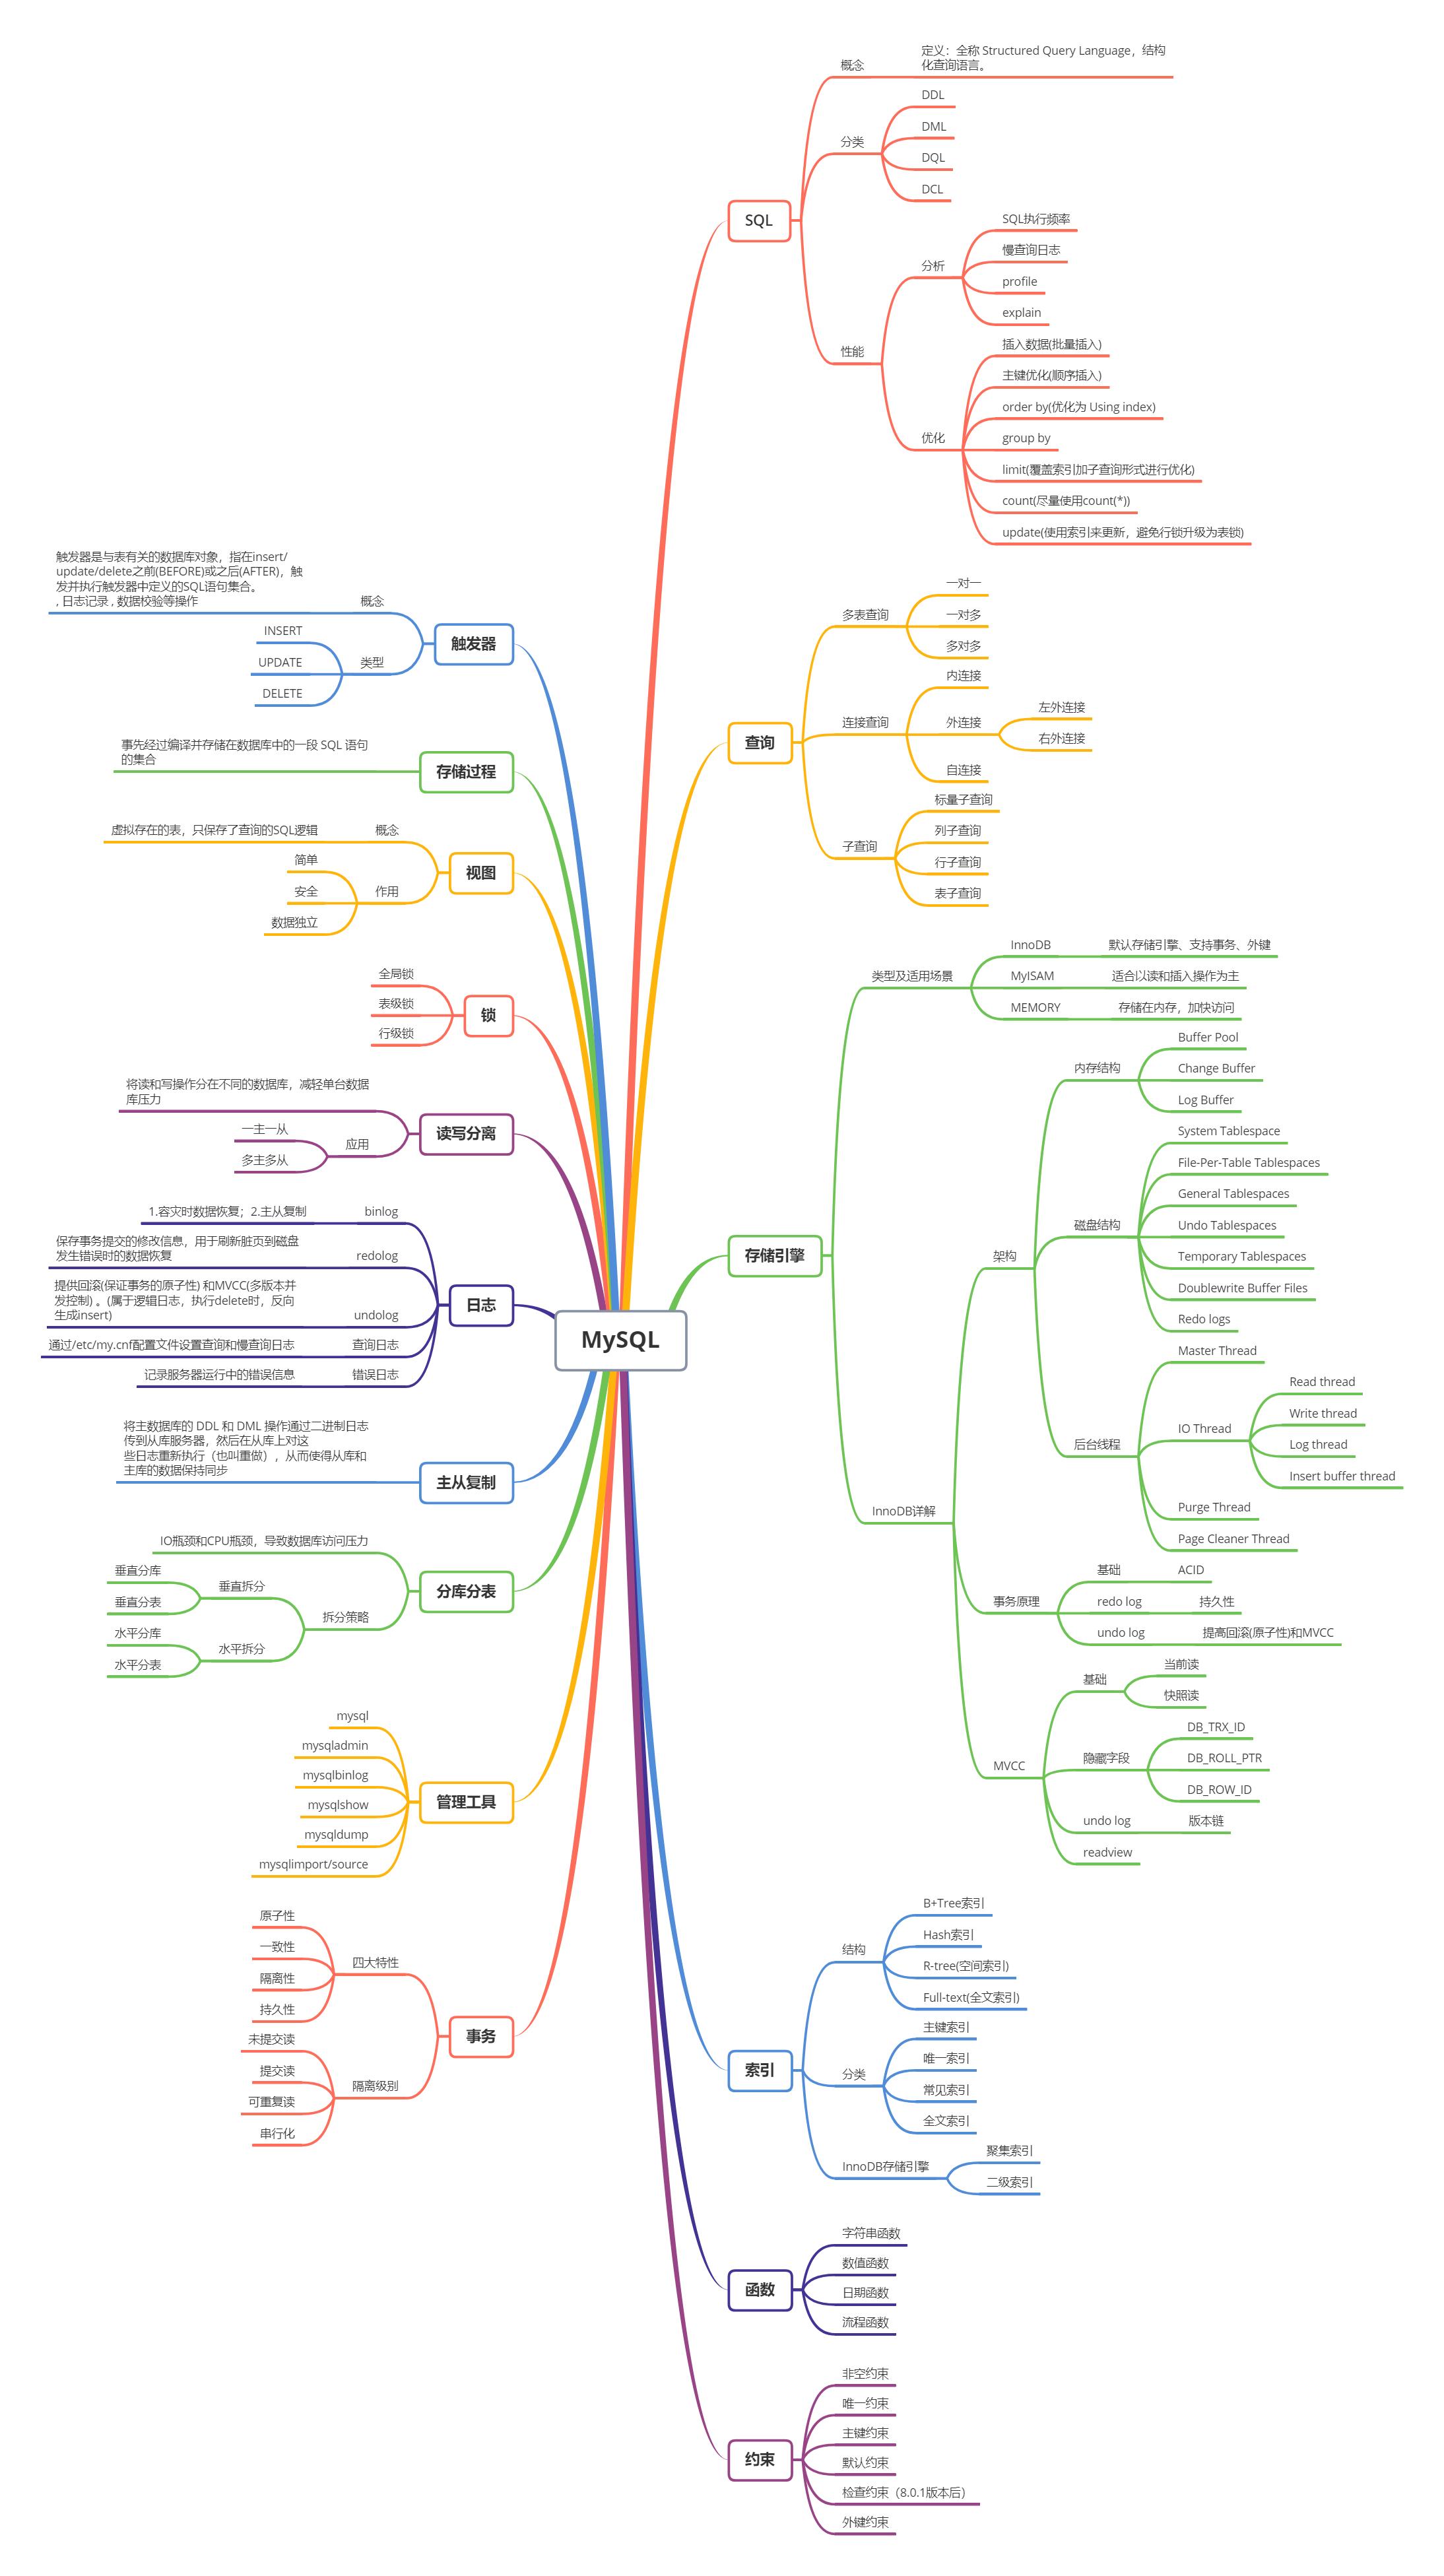 MySQL
SQL
概念
定义：全称 Structured Query Language，结构
化查询语言。
分类
DDL
DML
DQL
DCL
性能
分析
SQL执行频率
慢查询日志
profile
explain
优化
插入数据(批量插入)
主键优化(顺序插入)
order by(优化为 Using index)
group by
limit(覆盖索引加子查询形式进行优化)
count(尽量使用count(*))
update(使用索引来更新，避免行锁升级为表锁)
查询
多表查询
一对一
一对多
多对多
连接查询
内连接
外连接
左外连接
右外连接
自连接
子查询
标量子查询
列子查询
行子查询
表子查询
存储引擎
类型及适用场景
InnoDB
默认存储引擎、支持事务、外键
MyISAM
适合以读和插入操作为主
MEMORY
存储在内存，加快访问
InnoDB详解
架构
内存结构
Buffer Pool
Change Buffer
Log Buffer
磁盘结构
System Tablespace
File-Per-Table Tablespaces
General Tablespaces
Undo Tablespaces
Temporary Tablespaces
Doublewrite Buffer Files
Redo logs
后台线程
Master Thread
IO Thread
Read thread
Write thread
Log thread
Insert buffer thread
Purge Thread
Page Cleaner Thread
事务原理
基础
ACID
redo log
持久性
undo log
提高回滚(原子性)和MVCC
MVCC
基础
当前读
快照读
隐藏字段
DB_TRX_ID
DB_ROLL_PTR
DB_ROW_ID
undo log
版本链
readview
索引
结构
B+Tree索引
Hash索引
R-tree(空间索引)
Full-text(全文索引)
分类
主键索引
唯一索引
常见索引
全文索引
InnoDB存储引擎
聚集索引
二级索引
函数
字符串函数
数值函数
日期函数
流程函数
约束
非空约束
唯一约束
主键约束
默认约束
检查约束（8.0.1版本后）
外键约束
触发器
概念
触发器是与表有关的数据库对象，指在insert/
update/delete之前(BEFORE)或之后(AFTER)，触
发并执行触发器中定义的SQL语句集合。
, 日志记录 , 数据校验等操作
类型
INSERT
UPDATE
DELETE
存储过程
事先经过编译并存储在数据库中的一段 SQL 语句
的集合
视图
概念
虚拟存在的表，只保存了查询的SQL逻辑
作用
简单
安全
数据独立
锁
全局锁
表级锁
行级锁
读写分离
将读和写操作分在不同的数据库，减轻单台数据
库压力
应用
一主一从
多主多从
日志
binlog
1.容灾时数据恢复；2.主从复制
redolog
保存事务提交的修改信息，用于刷新脏页到磁盘
发生错误时的数据恢复
undolog
提供回滚(保证事务的原子性) 和MVCC(多版本并
发控制) 。(属于逻辑日志，执行delete时，反向
生成insert)
查询日志
通过/etc/my.cnf配置文件设置查询和慢查询日志
错误日志
记录服务器运行中的错误信息
主从复制
将主数据库的 DDL 和 DML 操作通过二进制日志
传到从库服务器，然后在从库上对这
些日志重新执行（也叫重做），从而使得从库和
主库的数据保持同步
分库分表
IO瓶颈和CPU瓶颈，导致数据库访问压力
拆分策略
垂直拆分
垂直分库
垂直分表
水平拆分
水平分库
水平分表
管理工具
mysql
mysqladmin
mysqlbinlog
mysqlshow
mysqldump
mysqlimport/source
事务
四大特性
原子性
一致性
隔离性
持久性
隔离级别
未提交读
提交读
可重复读
串行化